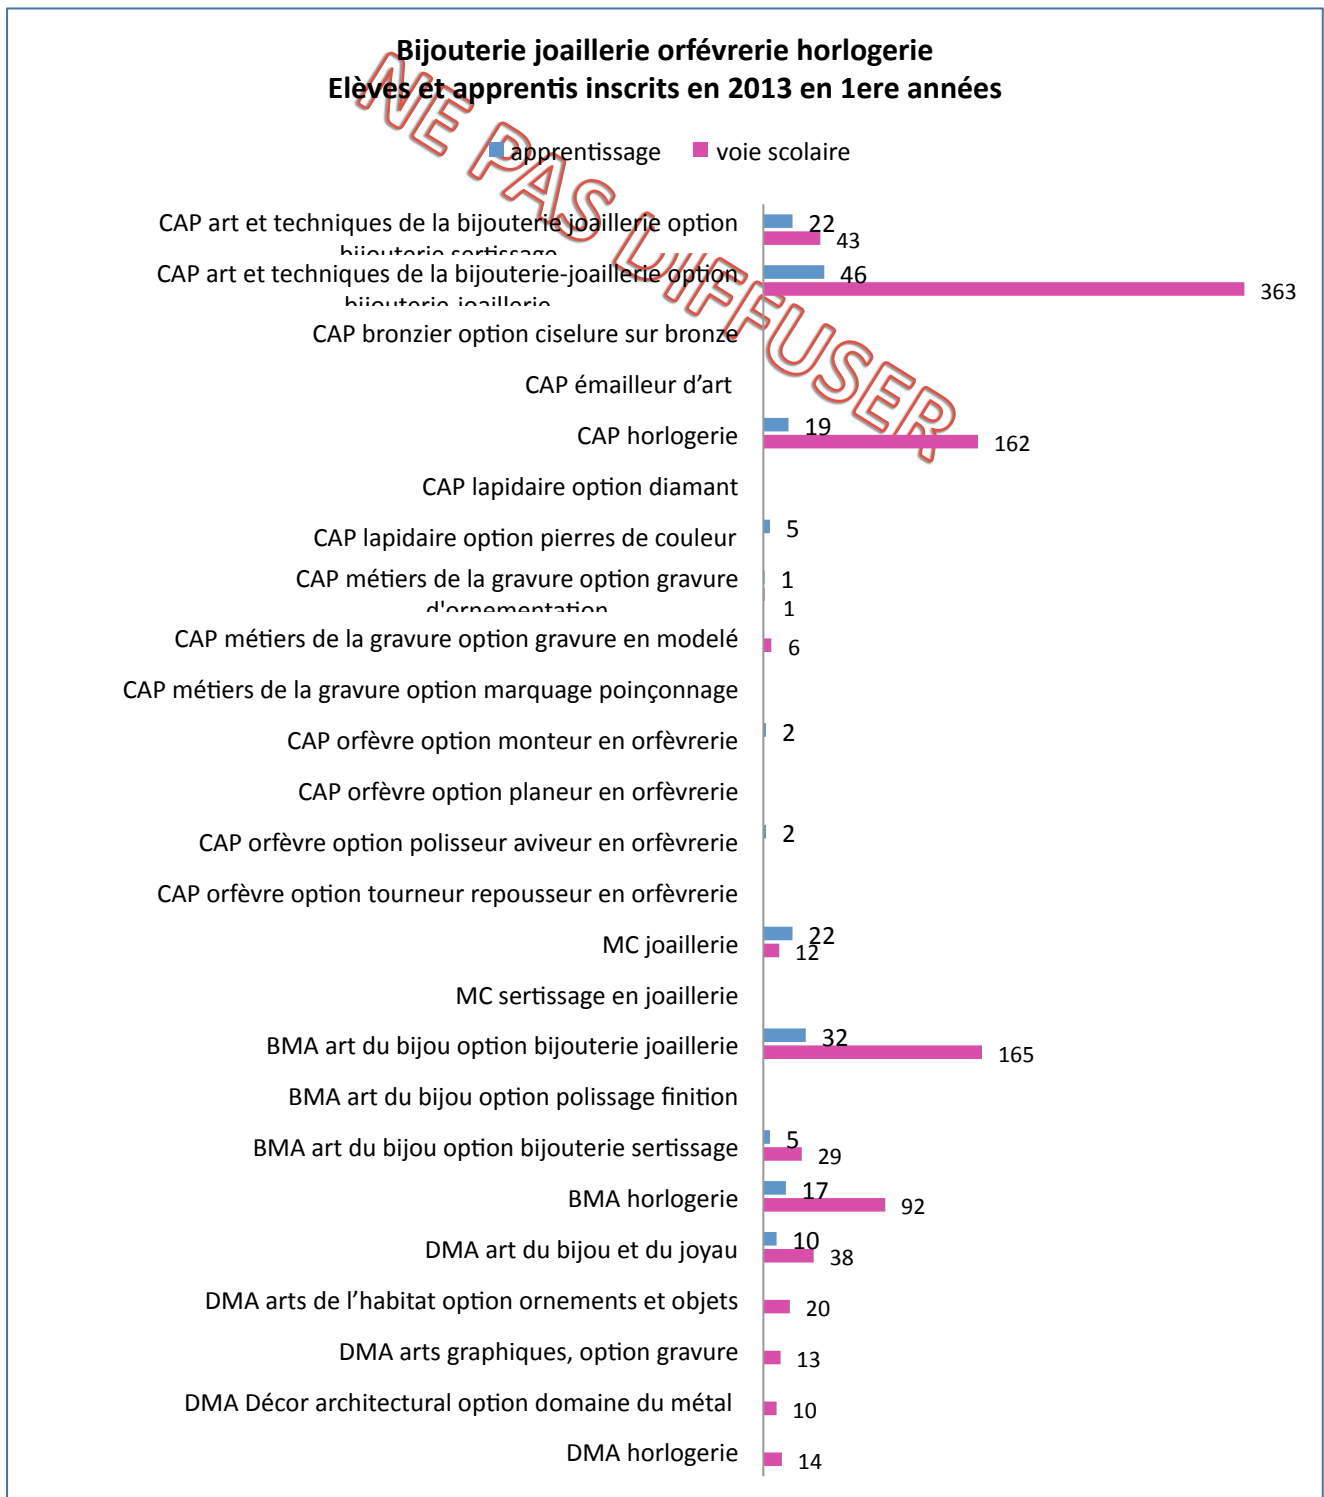 Bijouterie joaillerie orfévrerie horlogerie
Elèves et apprentis inscrits en 2013 en 1ere années
NE PAS DIFFUSER
apprentissage voie scolaire
CAP art et techniques de la bijouterie joaillerie option
bijouterie sertissage
22
43
CAP art et techniques de la bijouterie-joaillerie option
bijouterie-joaillerie
46
363
CAP bronzier option ciselure sur bronze
CAP émailleur d’art
CAP horlogerie
19
162
CAP lapidaire option diamant
CAP lapidaire option pierres de couleur
5
CAP métiers de la gravure option gravure
d'ornementation
1
1
CAP métiers de la gravure option gravure en modelé
6
CAP métiers de la gravure option marquage poinçonnage
CAP orfèvre option monteur en orfèvrerie
2
CAP orfèvre option planeur en orfèvrerie
CAP orfèvre option polisseur aviveur en orfèvrerie
2
CAP orfèvre option tourneur repousseur en orfèvrerie
MC joaillerie
22
12
MC sertissage en joaillerie
BMA art du bijou option bijouterie joaillerie
32
165
BMA art du bijou option polissage finition
BMA art du bijou option bijouterie sertissage
5
29
BMA horlogerie
17
92
DMA art du bijou et du joyau
10
38
DMA arts de l’habitat option ornements et objets
20
DMA arts graphiques, option gravure
13
DMA Décor architectural option domaine du métal
10
DMA horlogerie
14